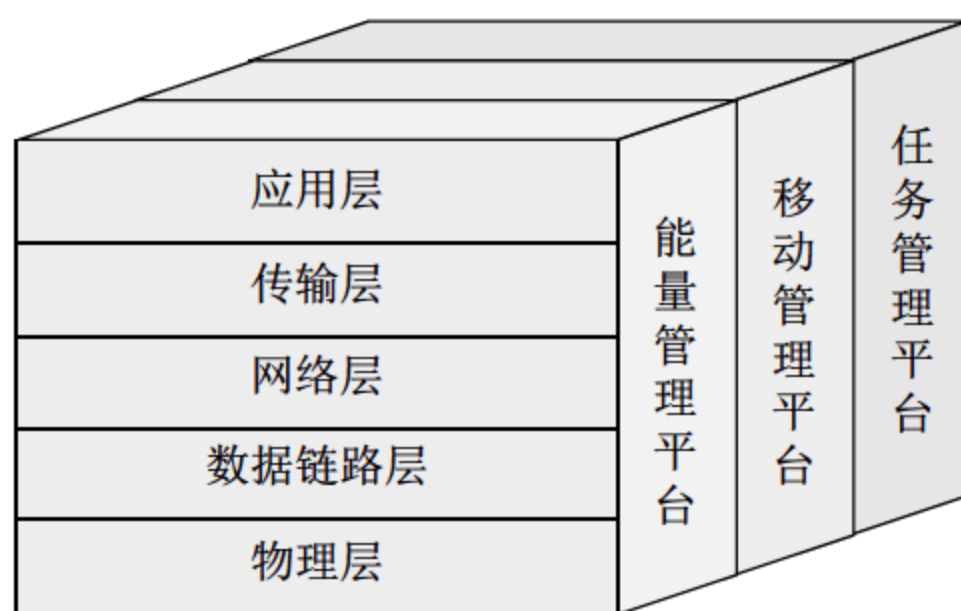 应用层
传输层
网络层
数据链路层
物理层
能量管理平台
移动管理平台
任务管理平台